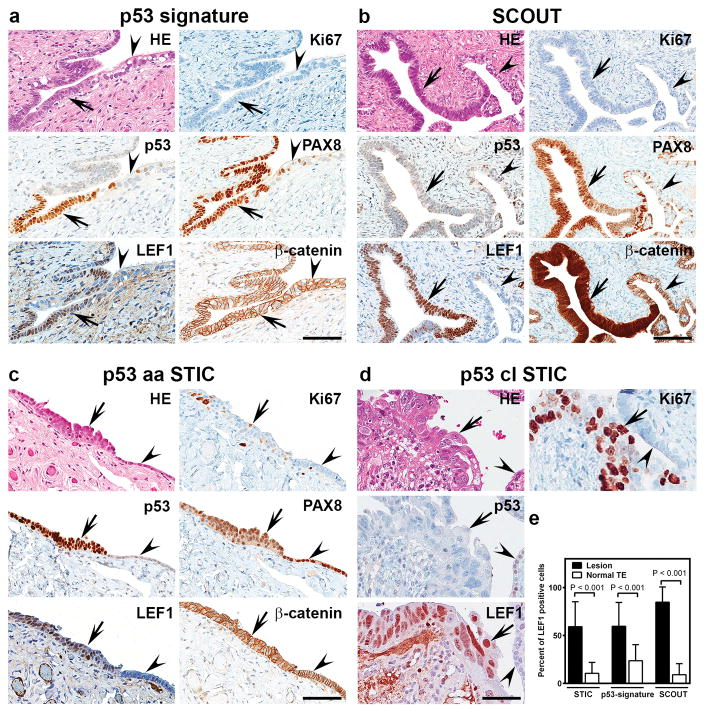 a p53 signature
HE
Ki67
p53
PAX8
LEF1
β-catenin
b SCOUT
HE
Ki67
p53
PAX8
LEF1
β-catenin
c p53 aa STIC
HE
Ki67
p53
PAX8
LEF1
β-catenin
d p53 cl STIC
HE
Ki67
p53
LEF1
e
Lesion
Normal TE
P < 0.001
P < 0.001
P < 0.001
Percent of LEF1 positive cells
100
50
0
STIC
p53-signature
SCOUT